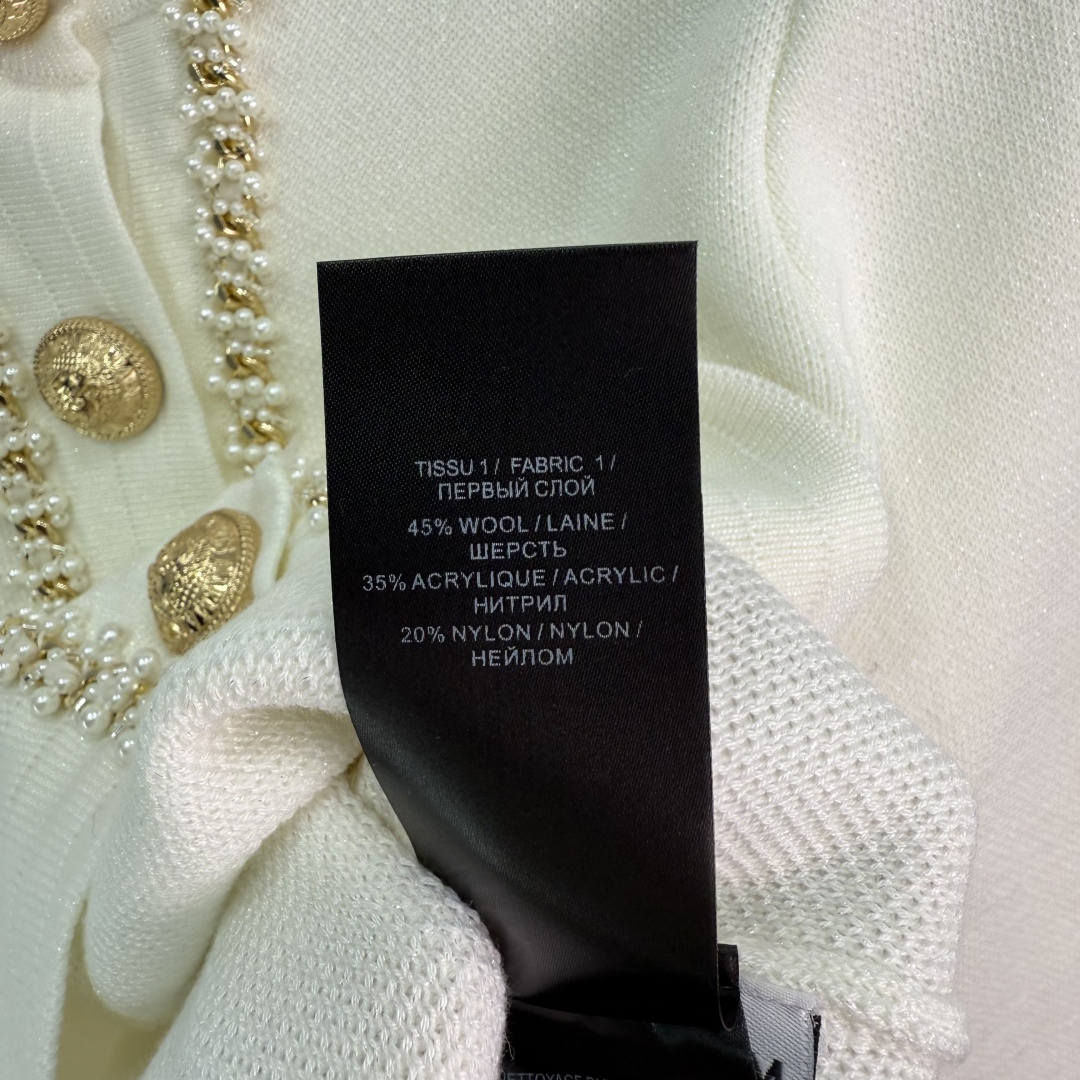 TISSU 1 / FABRIC 1 /
ПЕРВЫЙ СЛОЙ
45% WOOL / LAINE /
ШЕРСТЬ
35% ACRYLIQUE / ACRYLIC /
НИТРИЛ
20% NYLON / NYLON /
НЕЙЛОМ